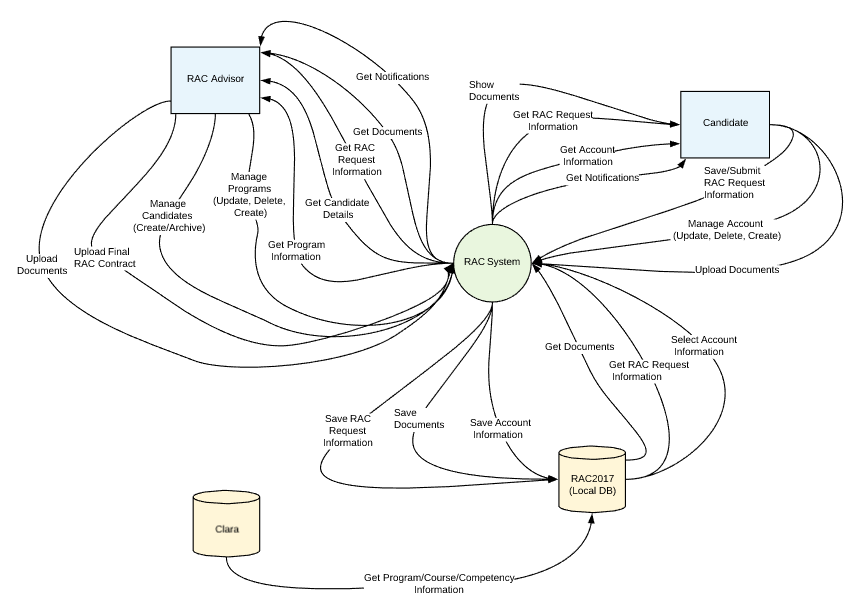 RAC Advisor
Get Notifications
Get Documents
Get RAC
Request
Information
Get Candidate
Details
Get Program
Information
Manage
Programs
(Update, Delete,
Create)
Manage
Candidates
(Create/Archive)
Upload Final
RAC Contract
Upload
Documents
Show
Documents
Get RAC Request
Information
Get Account
Information
Get Notifications
Candidate
Save/Submit
RAC Request
Information
Manage Account
(Update, Delete, Create)
Upload Documents
RAC System
Get Documents
Get RAC Request
Information
Select Account
Information
Save RAC
Request
Information
Save
Documents
Save Account
Information
RAC2017
(Local DB)
Clara
Get Program/Course/Competency
Information